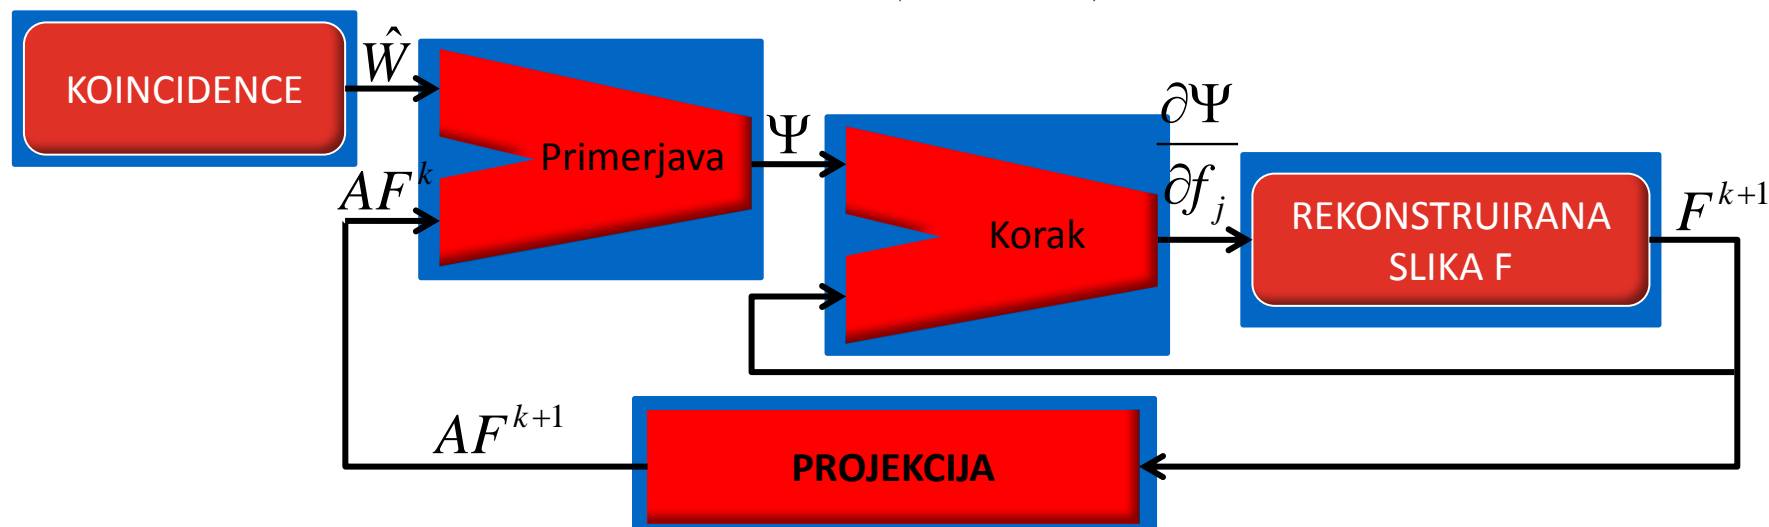 KOINCIDENCE
Ŵ
AF^k
Primerjava
Ψ
Korak
∂Ψ
∂f_j
REKONSTRUIRANA
SLIKA F
F^{k+1}
AF^{k+1}
PROJEKCIJA